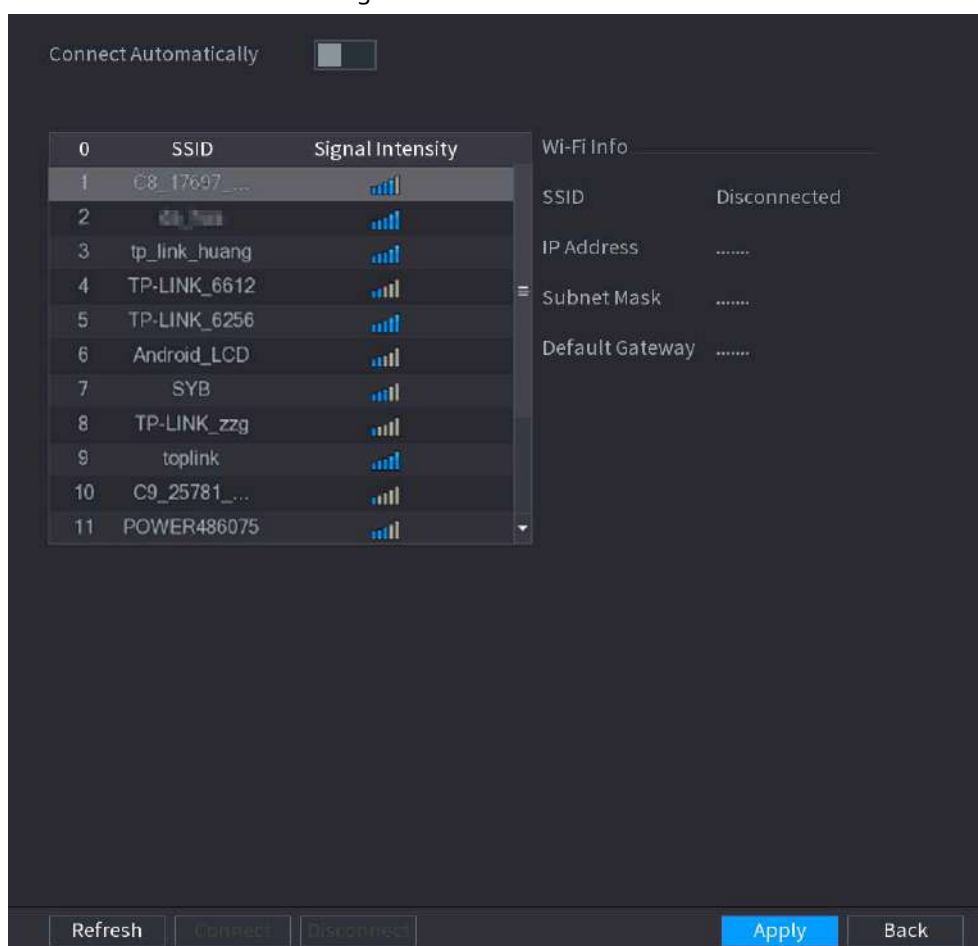 Connect Automatically
0 SSID Signal Intensity
1 C8_17697_...
2
3 tp_link_huang
4 TP-LINK_6612
5 TP-LINK_6256
6 Android_LCD
7 SYB
8 TP-LINK_zzg
9 toplink
10 C9_25781_...
11 POWER486075
Wi-Fi Info
SSID Disconnected
IP Address .......
Subnet Mask .......
Default Gateway .......
Refresh Connect Disconnect Apply Back